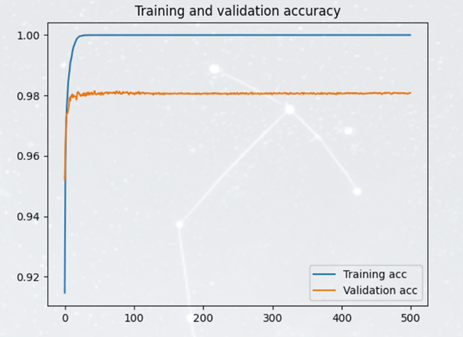 Training and validation accuracy
1.00
0.98
0.96
0.94
0.92
Training acc
Validation acc
0 100 200 300 400 500